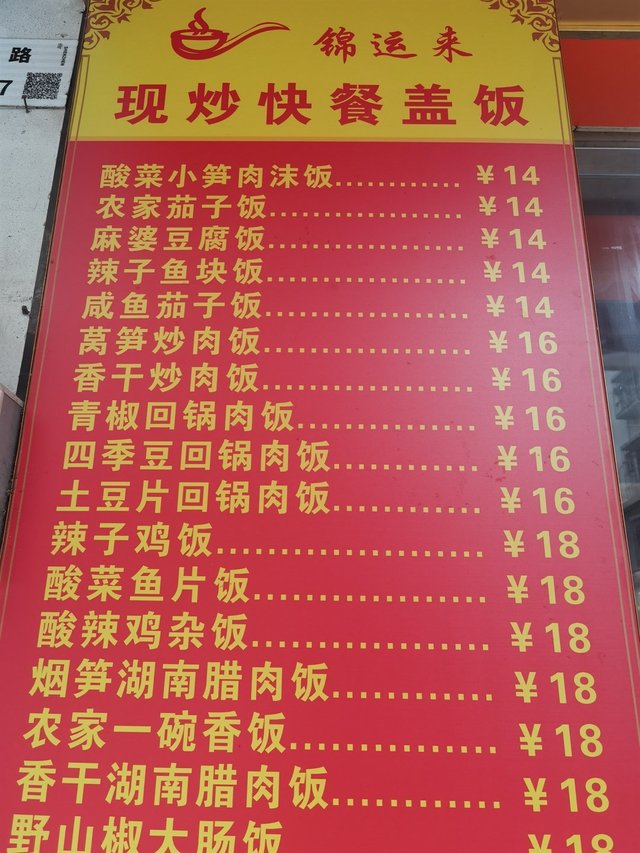 路
7
锦运来
现炒快餐盖饭
酸菜小笋肉沫饭............ ¥14
农家茄子饭.................. ¥14
麻婆豆腐饭.................. ¥14
辣子鱼块饭.................. ¥14
咸鱼茄子饭.................. ¥14
莴笋炒肉饭.................. ¥16
香干炒肉饭.................. ¥16
青椒回锅肉饭............... ¥16
四季豆回锅肉饭............ ¥16
土豆片回锅肉饭............ ¥16
辣子鸡饭..................... ¥18
酸菜鱼片饭.................. ¥18
酸辣鸡杂饭.................. ¥18
烟笋湖南腊肉饭............ ¥18
农家一碗香饭............... ¥18
香干湖南腊肉饭............ ¥18
野山椒大肠饭............... ¥18